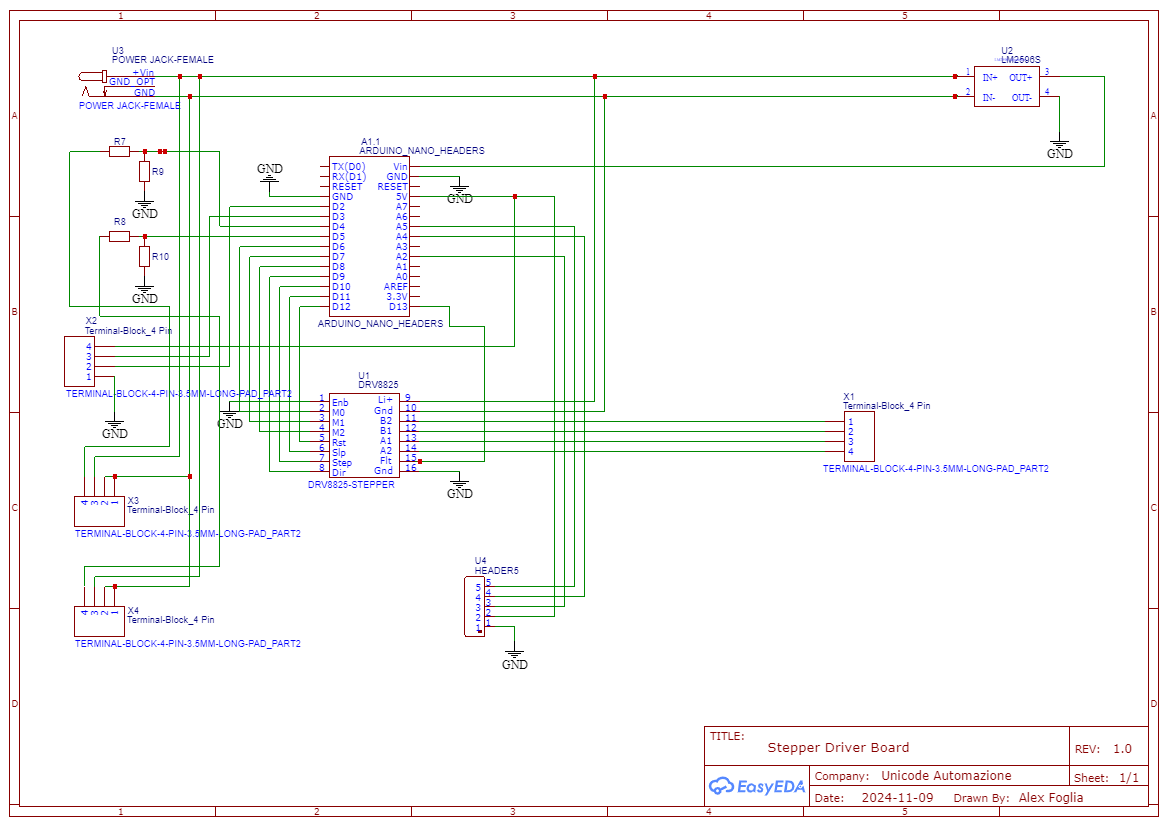 1 2 3 4 5
A B C D
U3
POWER JACK-FEMALE
+Vin
GND_OPT
GND
POWER JACK-FEMALE
U2
LM2596S
1 IN+ OUT+ 3
2 IN- OUT- 4
GND
R7
R9
GND
R8
R10
GND
GND
A1.1
ARDUINO_NANO_HEADERS
TX(D0) Vin
RX(D1) GND
RESET RESET
GND 5V
D2 A7
D3 A6
D4 A5
D5 A4
D6 A3
D7 A2
D8 A1
D9 A0
D10 AREF
D11 3.3V
D12 D13
ARDUINO_NANO_HEADERS
GND
X2
Terminal-Block_4 Pin
4
3
2
1
TERMINAL-BLOCK-4-PIN-3.5MM-LONG-PAD_PART2
GND
U1
DRV8825
1 Enb Li+ 9
2 M0 Gnd 10
3 M1 B2 11
4 M2 B1 12
5 Rst A1 13
6 Slp A2 14
7 Step Flt 15
8 Dir Gnd 16
DRV8825-STEPPER
GND
GND
X1
Terminal-Block_4 Pin
1
2
3
4
TERMINAL-BLOCK-4-PIN-3.5MM-LONG-PAD_PART2
X3
Terminal-Block_4 Pin
4 3 2 1
TERMINAL-BLOCK-4-PIN-3.5MM-LONG-PAD_PART2
X4
Terminal-Block_4 Pin
4 3 2 1
TERMINAL-BLOCK-4-PIN-3.5MM-LONG-PAD_PART2
U4
HEADER5
5 5
4 4
3 3
2 2
1 1
GND
TITLE:
Stepper Driver Board
REV: 1.0
EasyEDA
Company: Unicode Automazione
Sheet: 1/1
Date: 2024-11-09 Drawn By: Alex Foglia
A B C D
1 2 3 4 5